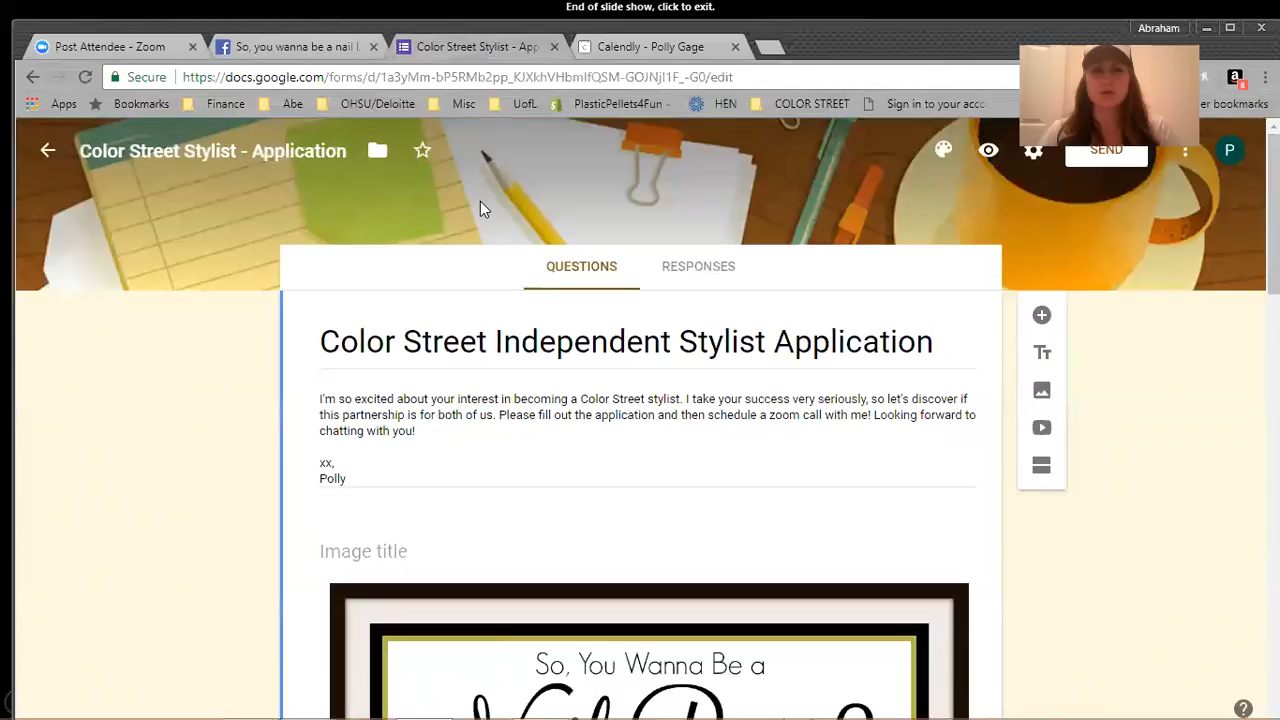 End of slide show, click to exit.
Abraham
Post Attendee - Zoom
So, you wanna be a nail
Color Street Stylist - App
Calendly - Polly Gage
Secure
https://docs.google.com/forms/d/1a3yMm-bP5RMb2pp_KJXkhVHbmIfQSM-GOJNjl1F_-G0/edit
Apps
Bookmarks
Finance
Abe
OHSU/Deloitte
Misc
UofL
PlasticPellets4Fun -
HEN
COLOR STREET
Sign in to your acc
r bookmarks
Color Street Stylist - Application
SEND
P
QUESTIONS
RESPONSES
Color Street Independent Stylist Application
I'm so excited about your interest in becoming a Color Street stylist. I take your success very seriously, so let's discover if
this partnership is for both of us. Please fill out the application and then schedule a zoom call with me! Looking forward to
chatting with you!
xx,
Polly
Image title
So, You Wanna Be a